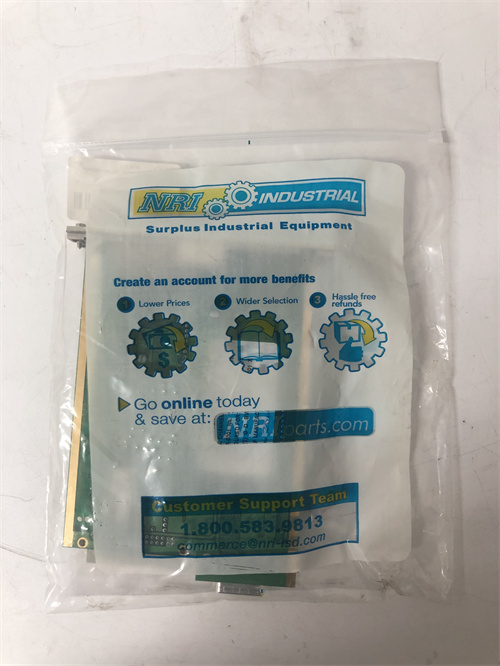 NRI INDUSTRIAL
Surplus Industrial Equipment
Create an account for more benefits
1 Lower Prices
2 Wider Selection
3 Hassle free refunds
$
Go online today
& save at: NRIparts.com
Customer Support Team
1.800.583.9813
commerce@nri-isd.com